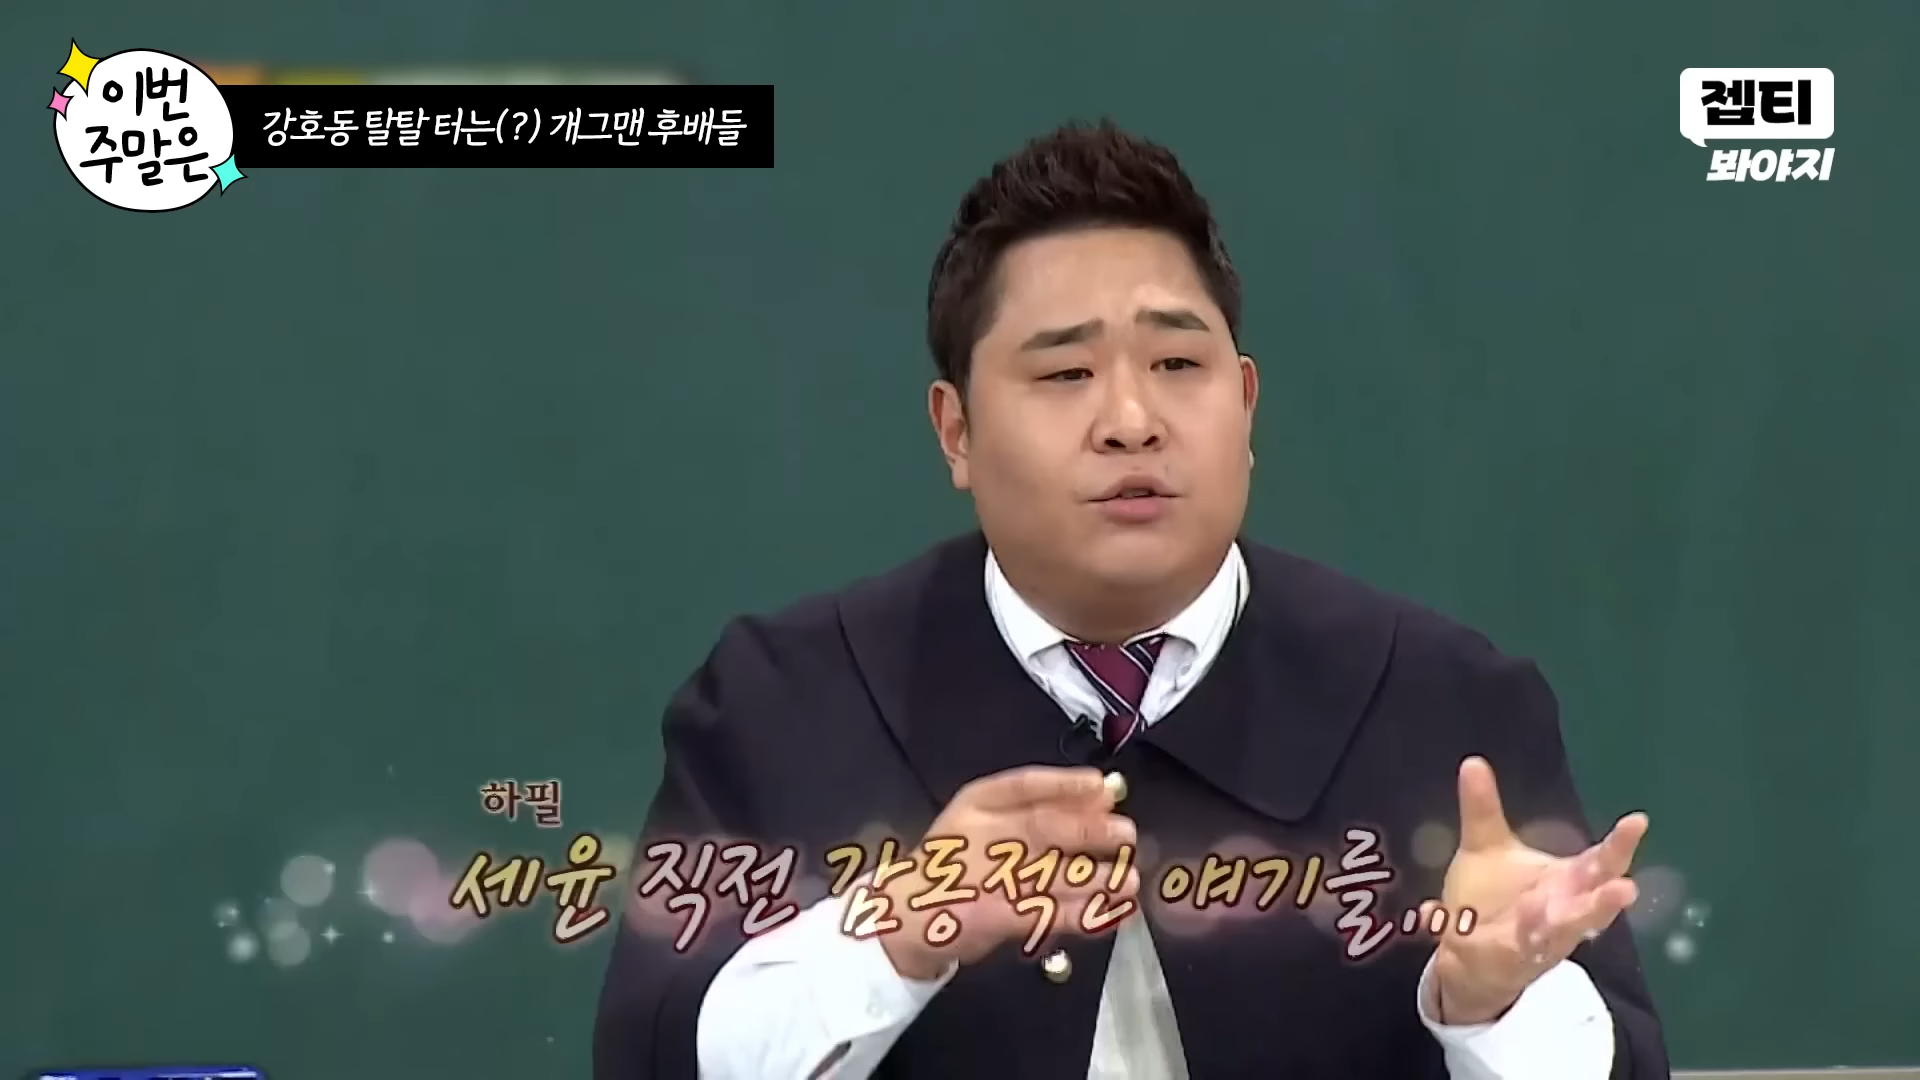 이번
주말은
강호동 탈탈 터는(?) 개그맨 후배들
젭티
봐야지
하필
세윤 직전 감동적인 얘기를...